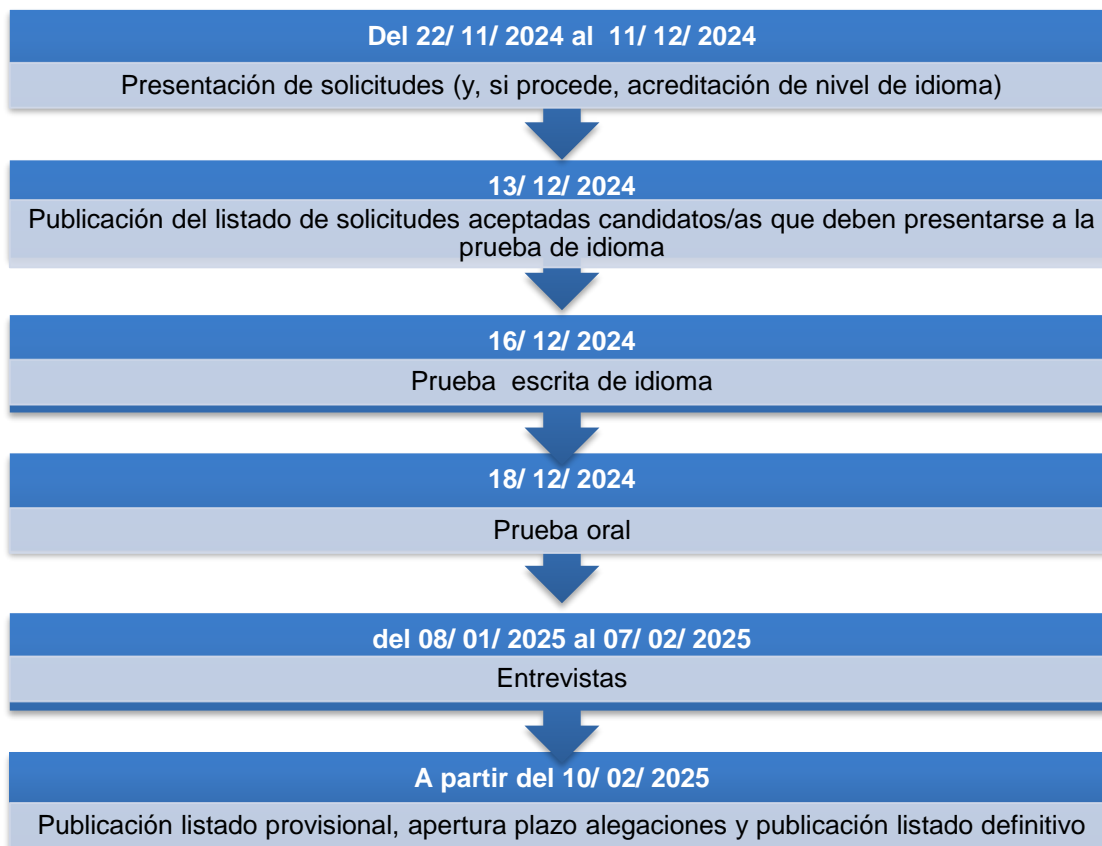 Del 22/ 11/ 2024 al  11/ 12/ 2024
Presentación de solicitudes (y, si procede, acreditación de nivel de idioma)
13/ 12/ 2024
Publicación del listado de solicitudes aceptadas candidatos/as que deben presentarse a la
prueba de idioma
16/ 12/ 2024
Prueba  escrita de idioma
18/ 12/ 2024
Prueba oral
del 08/ 01/ 2025 al 07/ 02/ 2025
Entrevistas
A partir del 10/ 02/ 2025
Publicación listado provisional, apertura plazo alegaciones y publicación listado definitivo